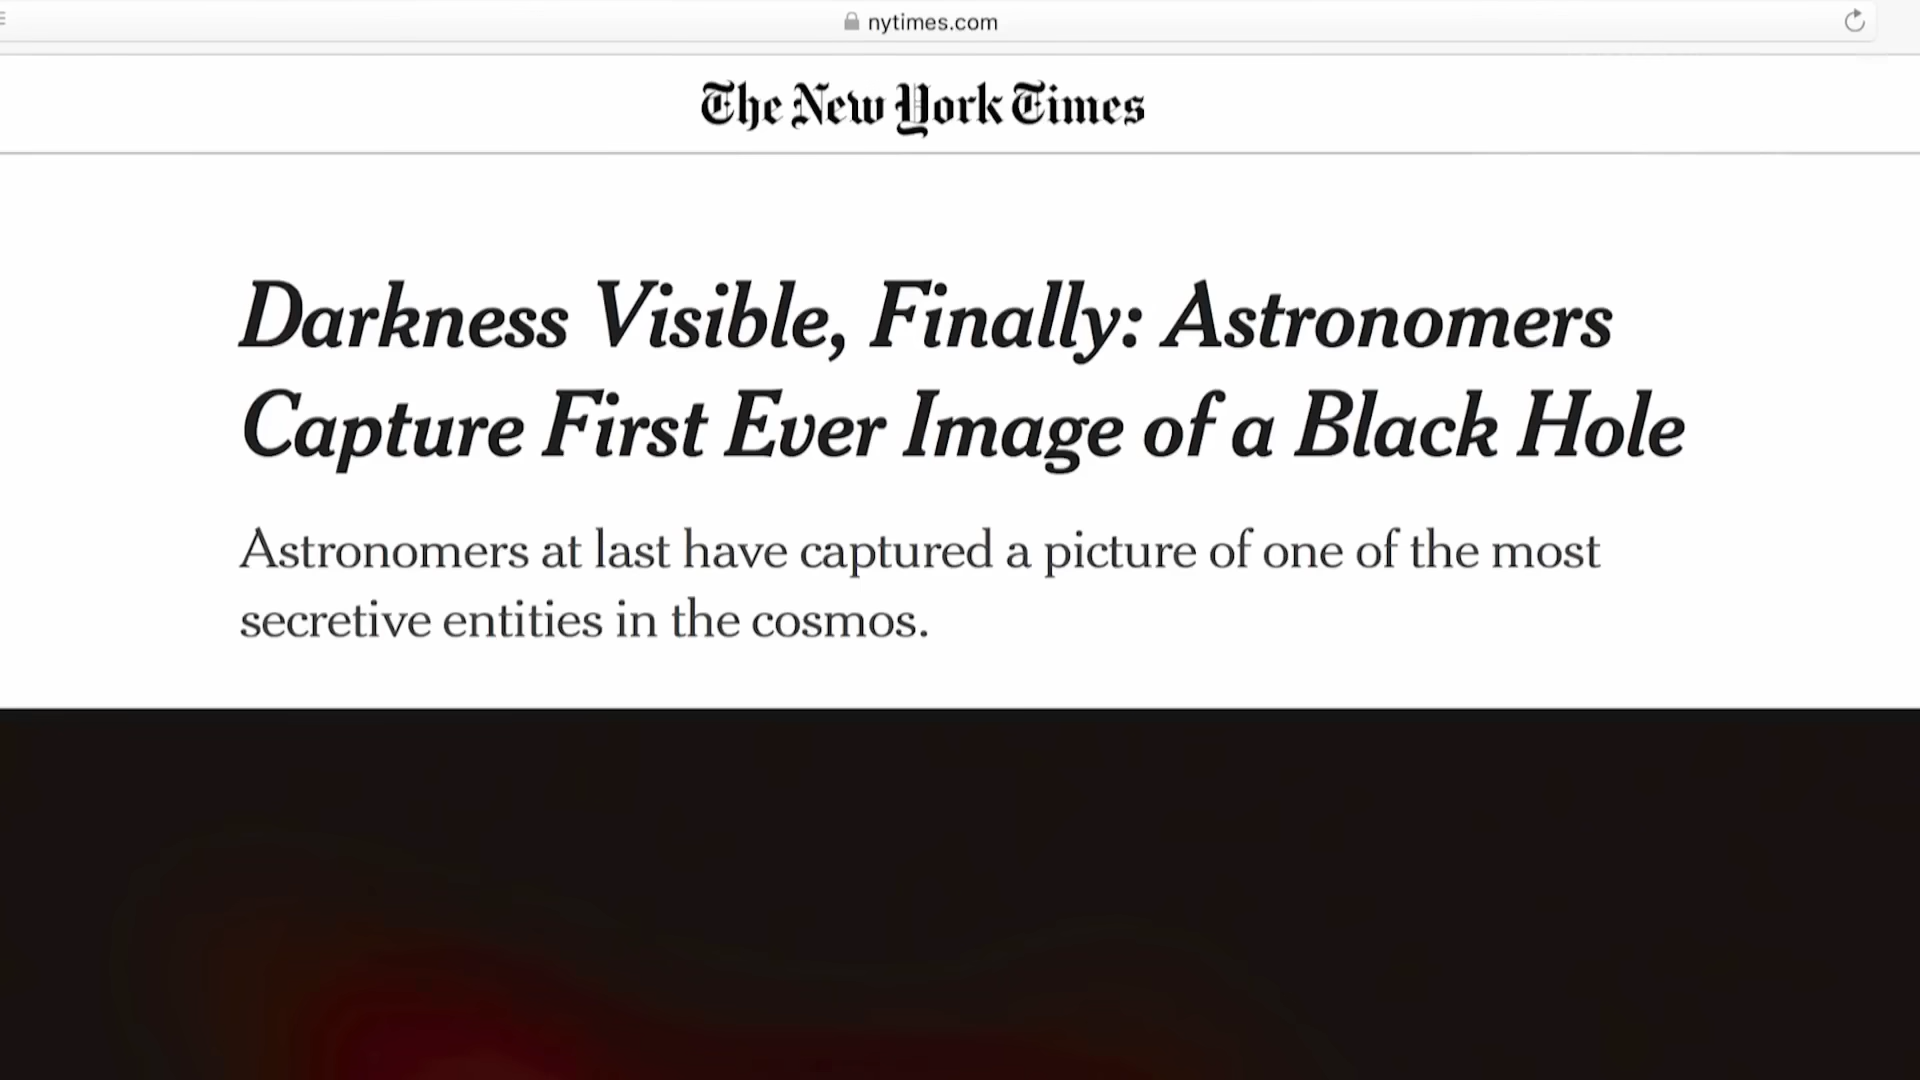 nytimes.com
The New York Times
Darkness Visible, Finally: Astronomers
Capture First Ever Image of a Black Hole
Astronomers at last have captured a picture of one of the most
secretive entities in the cosmos.